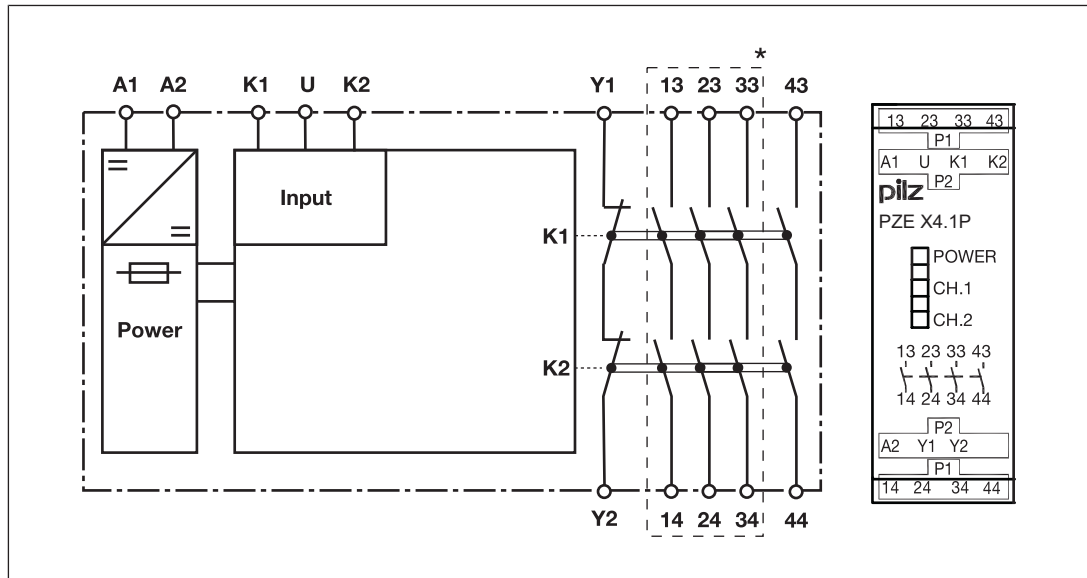 *
A1 A2 K1 U K2 Y1 13 23 33 43
Input
K1
Power
K2
Y2 14 24 34 44
13 23 33 43
P1
A1 U K1 K2
P2
pilz
PZE X4.1P
POWER
CH.1
CH.2
13 23 33 43
14 24 34 44
P2
A2 Y1 Y2
P1
14 24 34 44